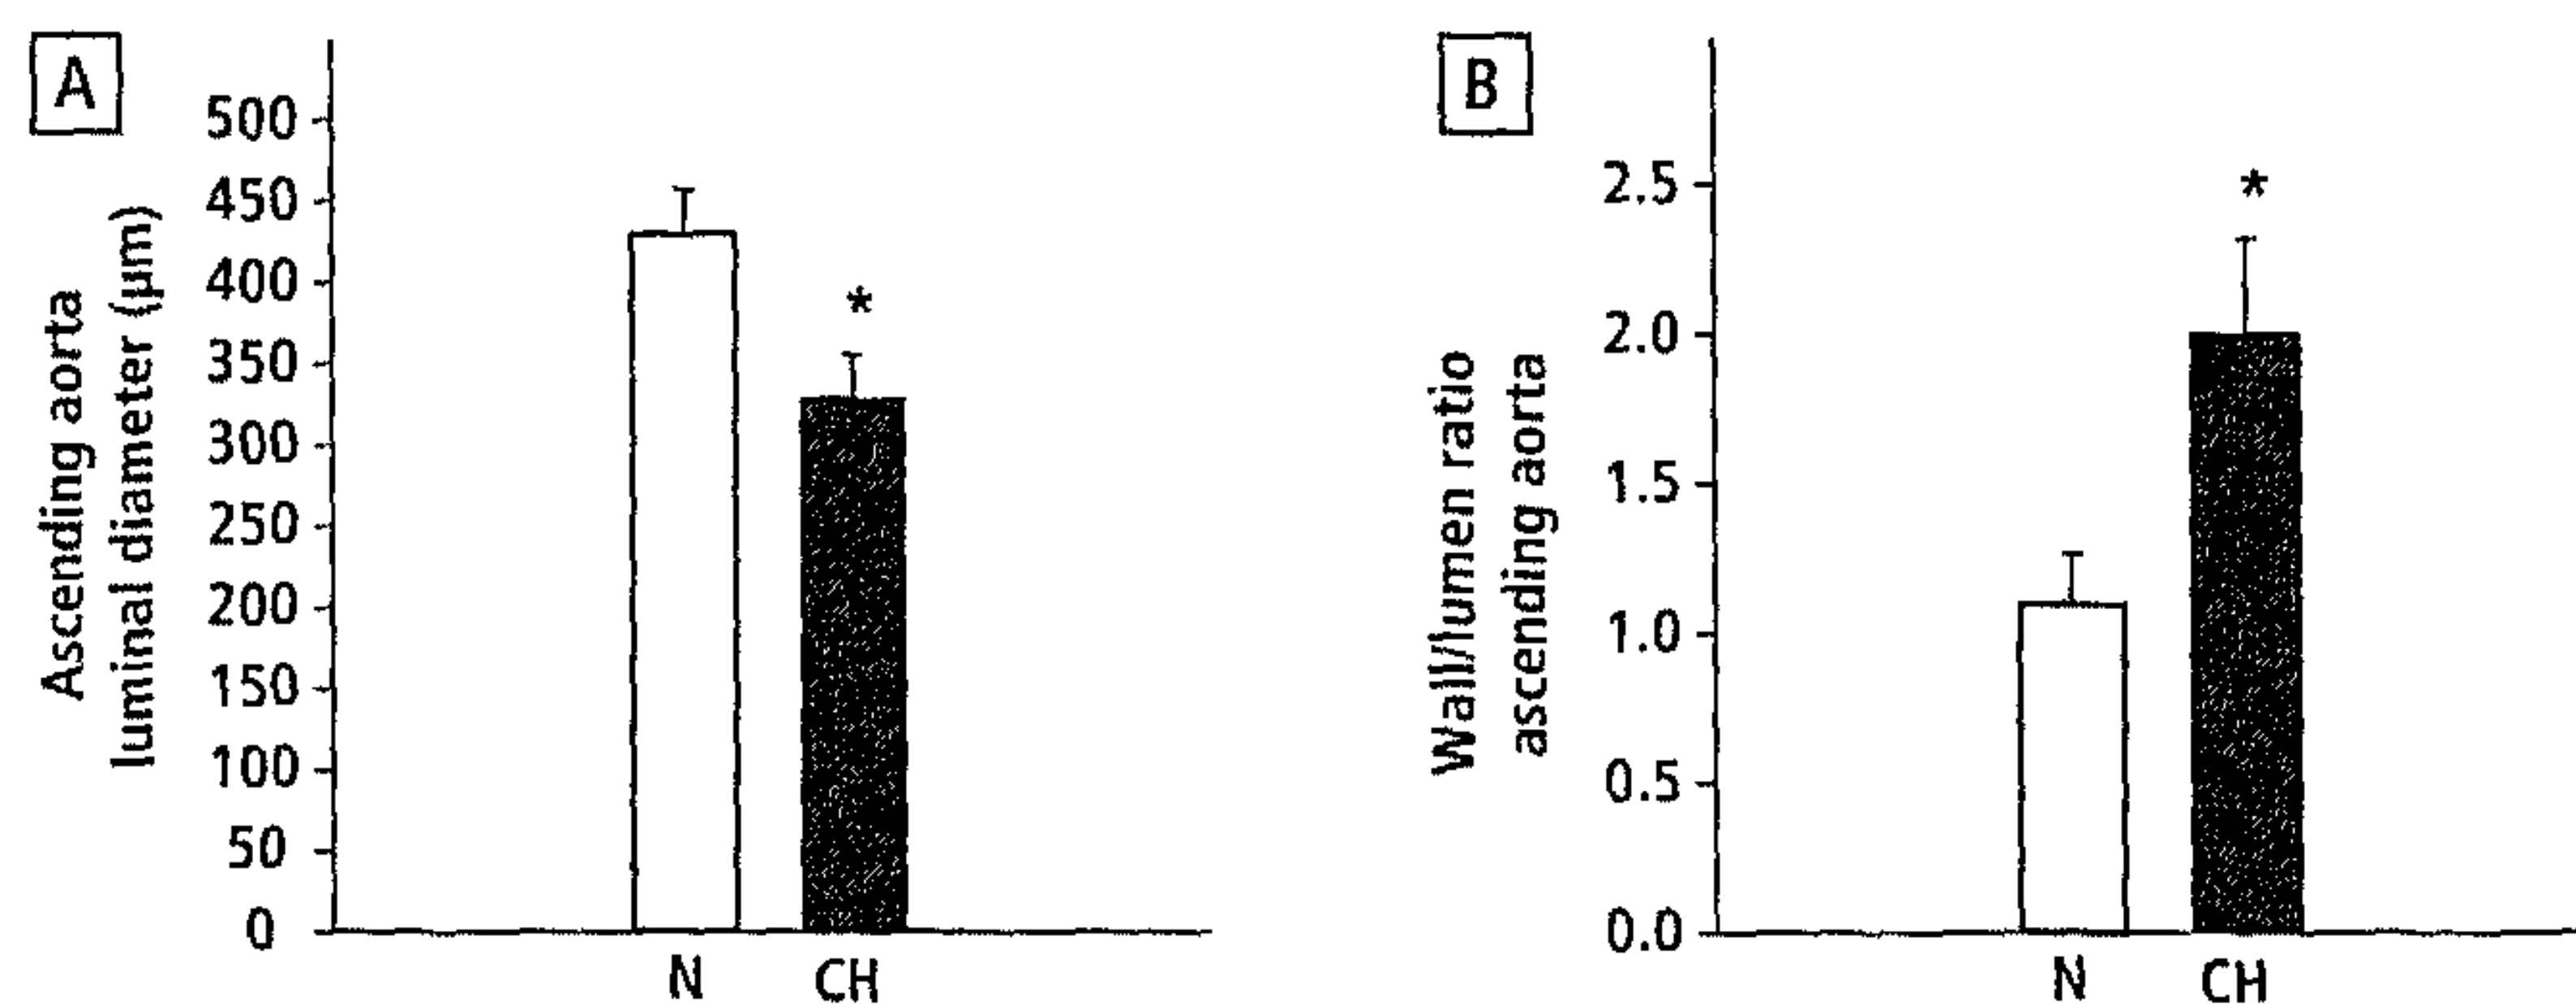 A
Ascending aorta
luminal diameter (µm)
500
450
400
350
300
250
200
150
100
50
0
*
N CH
B
Wall/lumen ratio
ascending aorta
2.5
2.0
1.5
1.0
0.5
0.0
*
N CH